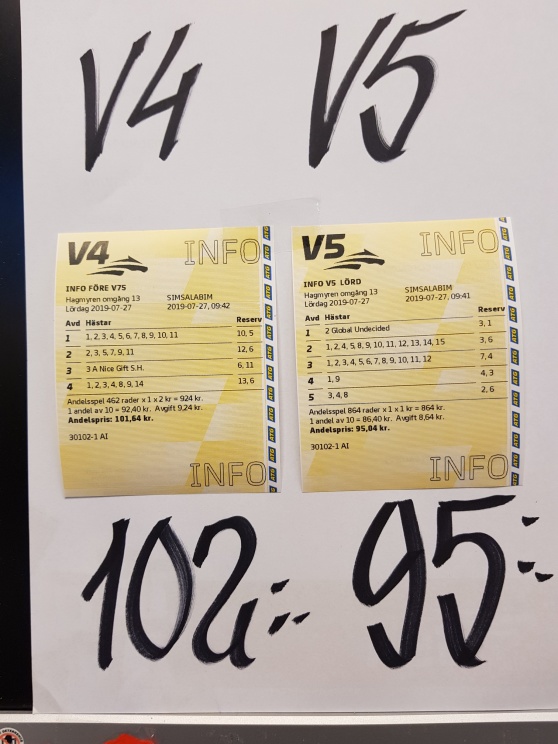 V4
V5
V4
INFO
INFO FÖRE V75
Hagmyren omgång 13 SIMSALABIM
Lördag 2019-07-27 2019-07-27, 09:42
Avd Hästar Reserv
1 1, 2, 3, 4, 5, 6, 7, 8, 9, 10, 11 10, 5
2 2, 3, 5, 7, 9, 11 12, 6
3 3 A Nice Gift S.H. 6, 11
4 1, 2, 3, 4, 8, 9, 14 13, 6
Andelsspel 462 rader x 1 x 2 kr = 924 kr.
1 andel av 10 = 92,40 kr. Avgift 9,24 kr.
Andelspris: 101,64 kr.
30102-1 AI
INFO
V5
INFO
INFO V5 LÖRD
Hagmyren omgång 13 SIMSALABIM
Lördag 2019-07-27 2019-07-27, 09:41
Avd Hästar Reserv
1 2 Global Undecided 3, 1
2 1, 2, 4, 5, 8, 9, 10, 11, 12, 13, 14, 15 3, 6
3 1, 2, 3, 4, 5, 6, 7, 8, 9, 10, 11, 12 7, 4
4 1, 9 4, 3
5 3, 4, 8 2, 6
Andelsspel 864 rader x 1 x 1 kr = 864 kr.
1 andel av 10 = 86,40 kr. Avgift 8,64 kr.
Andelspris: 95,04 kr.
30102-1 AI
INFO
102:-
95:-